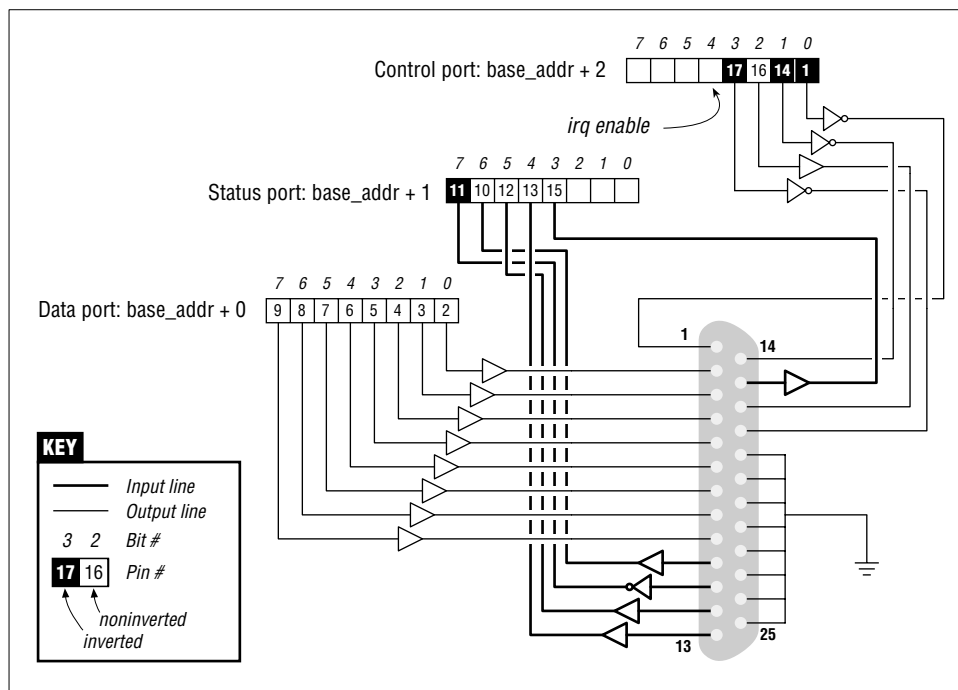 7 6 5 4 3 2 1 0
Control port: base_addr + 2
17 16 14 1
irq enable
7 6 5 4 3 2 1 0
Status port: base_addr + 1
11 10 12 13 15
7 6 5 4 3 2 1 0
Data port: base_addr + 0
9 8 7 6 5 4 3 2
1
14
KEY
Input line
Output line
3 2 Bit #
17 16 Pin #
noninverted
inverted
13
25